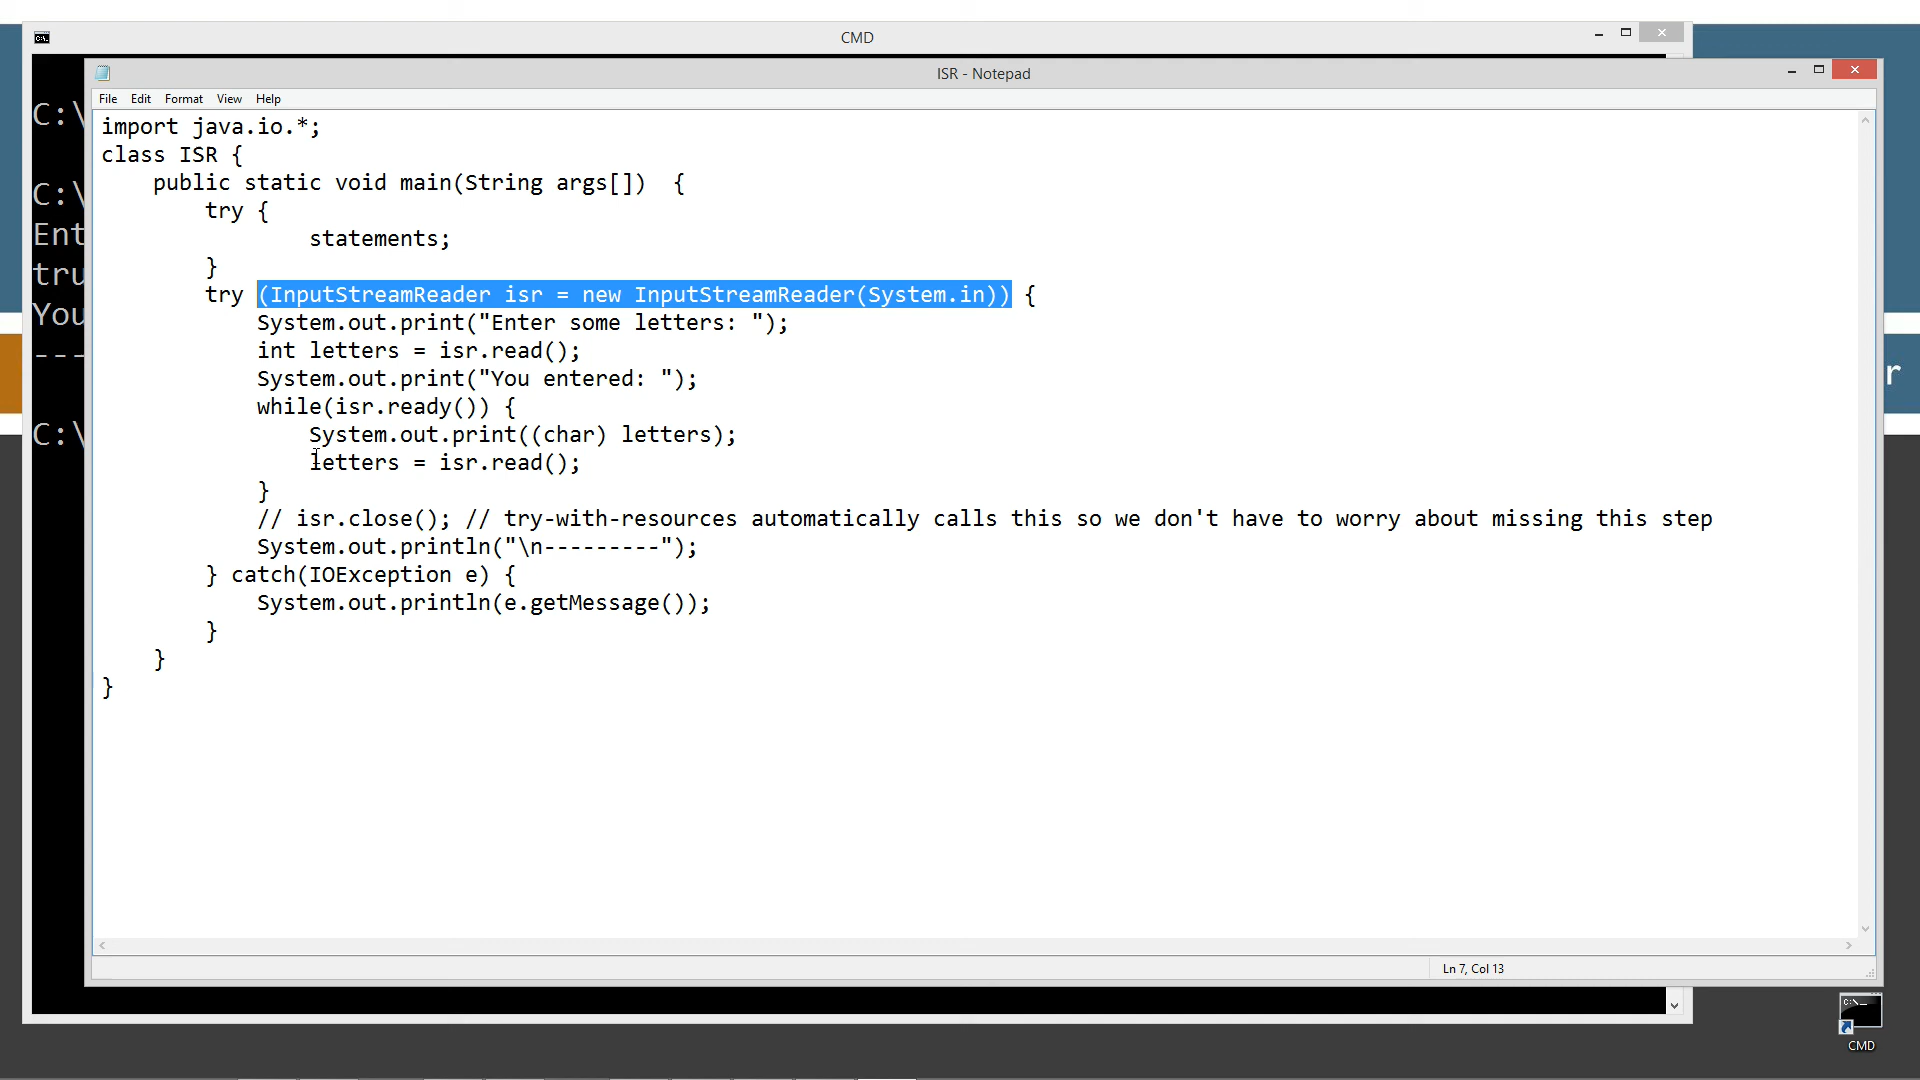 CMD
ISR - Notepad
File Edit Format View Help
C:\
C:\
Ent
tru
You
---
C:\
import java.io.*;
class ISR {
public static void main(String args[]) {
try {
statements;
}
try (InputStreamReader isr = new InputStreamReader(System.in)) {
System.out.print("Enter some letters: ");
int letters = isr.read();
System.out.print("You entered: ");
while(isr.ready()) {
System.out.print((char) letters);
letters = isr.read();
}
// isr.close(); // try-with-resources automatically calls this so we don't have to worry about missing this step
System.out.println("\n---------");
} catch(IOException e) {
System.out.println(e.getMessage());
}
}
}
r
Ln 7, Col 13
C:\_
CMD